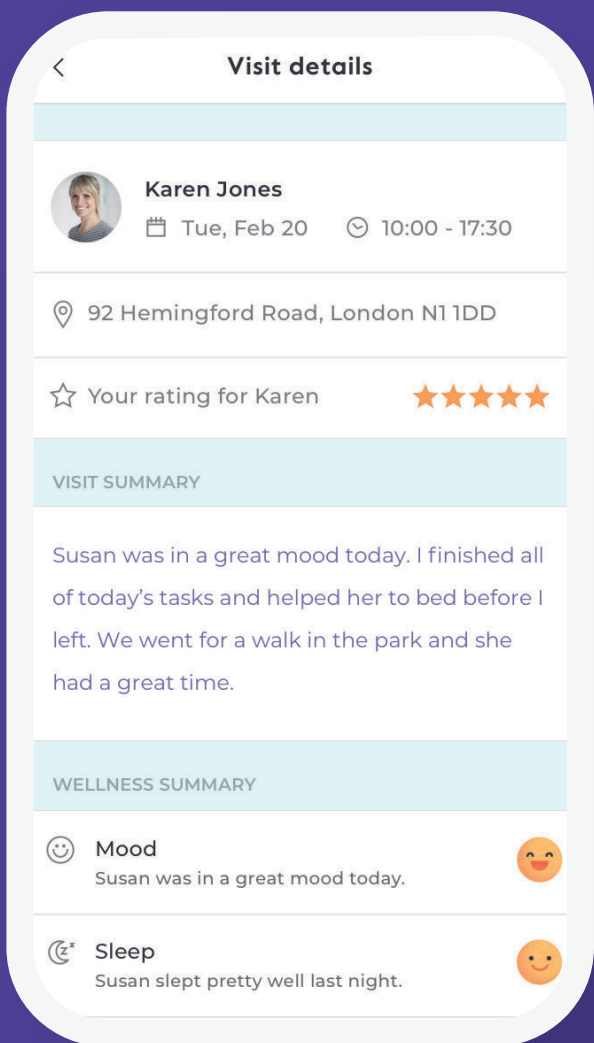 Visit details
Karen Jones
Tue, Feb 20 10:00 - 17:30
92 Hemingford Road, London N1 1DD
Your rating for Karen
VISIT SUMMARY
Susan was in a great mood today. I finished all
of today’s tasks and helped her to bed before I
left. We went for a walk in the park and she
had a great time.
WELLNESS SUMMARY
Mood
Susan was in a great mood today.
Sleep
Susan slept pretty well last night.